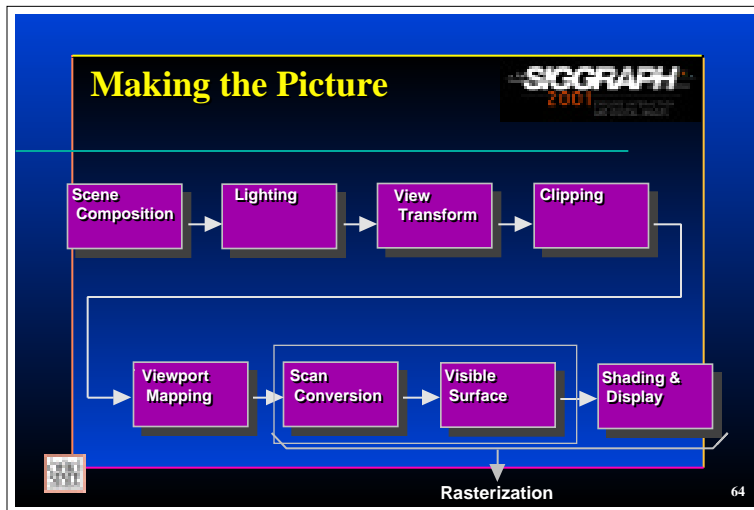 Making the Picture
SIGGRAPH
2001
Scene
Composition
Lighting
View
Transform
Clipping
Viewport
Mapping
Scan
Conversion
Visible
Surface
Shading &
Display
Rasterization
64